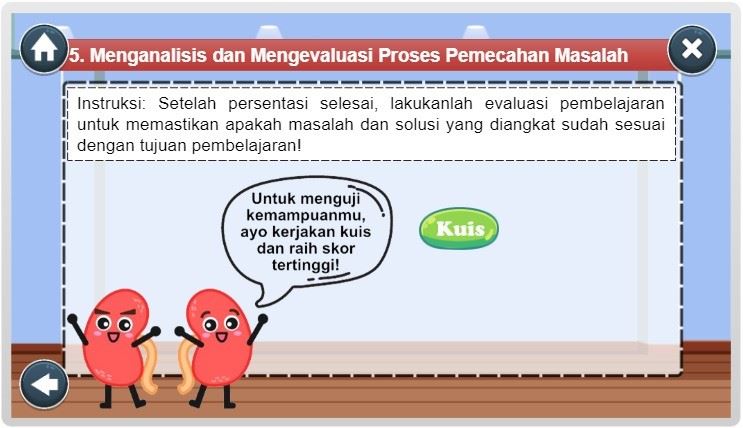 5. Menganalisis dan Mengevaluasi Proses Pemecahan Masalah
Instruksi: Setelah persentasi selesai, lakukanlah evaluasi pembelajaran
untuk memastikan apakah masalah dan solusi yang diangkat sudah sesuai
dengan tujuan pembelajaran!
Untuk menguji
kemampuanmu,
ayo kerjakan kuis
dan raih skor
tertinggi!
Kuis